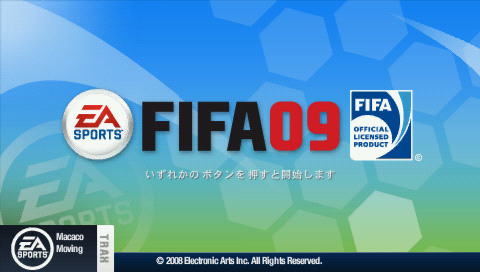 EA
SPORTS
FIFA09
FIFA
OFFICIAL
LICENSED
PRODUCT
©
いずれかのボタンを押すと開始します
EA
SPORTS
Macaco
Moving
TRAX
© 2008 Electronic Arts Inc. All Rights Reserved.